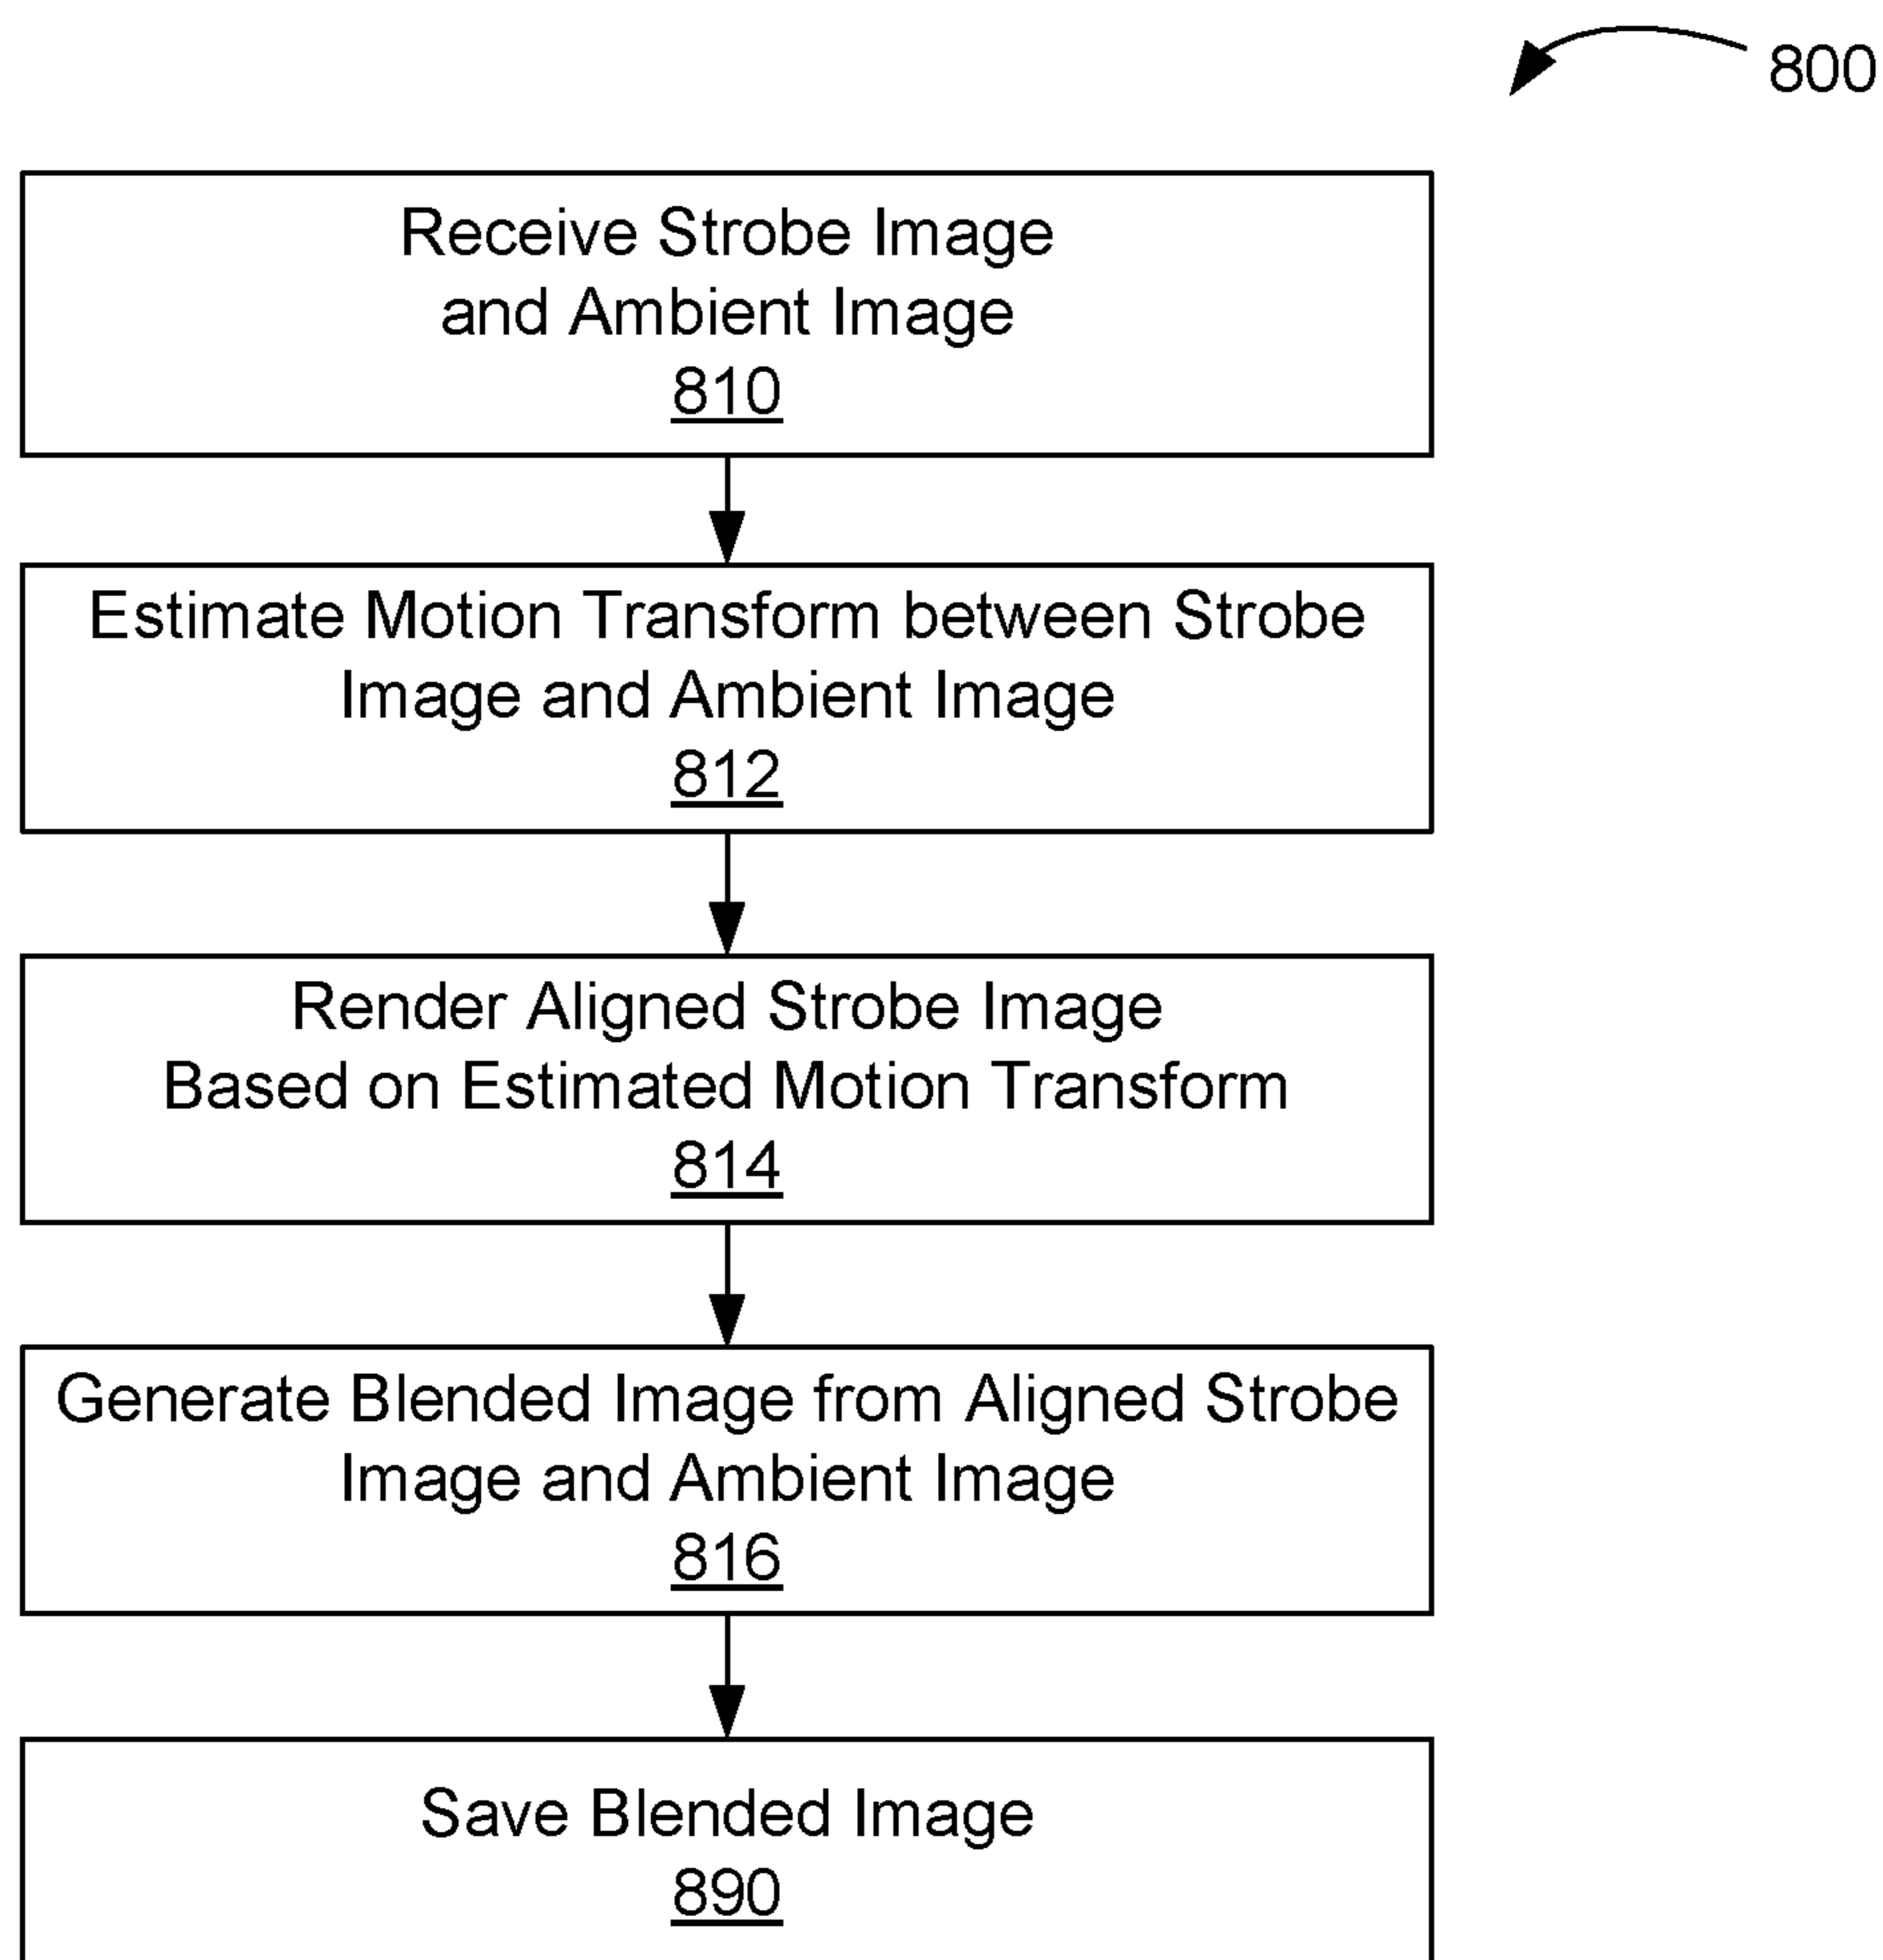 800
Receive Strobe Image
and Ambient Image
810
Estimate Motion Transform between Strobe
Image and Ambient Image
812
Render Aligned Strobe Image
Based on Estimated Motion Transform
814
Generate Blended Image from Aligned Strobe
Image and Ambient Image
816
Save Blended Image
890